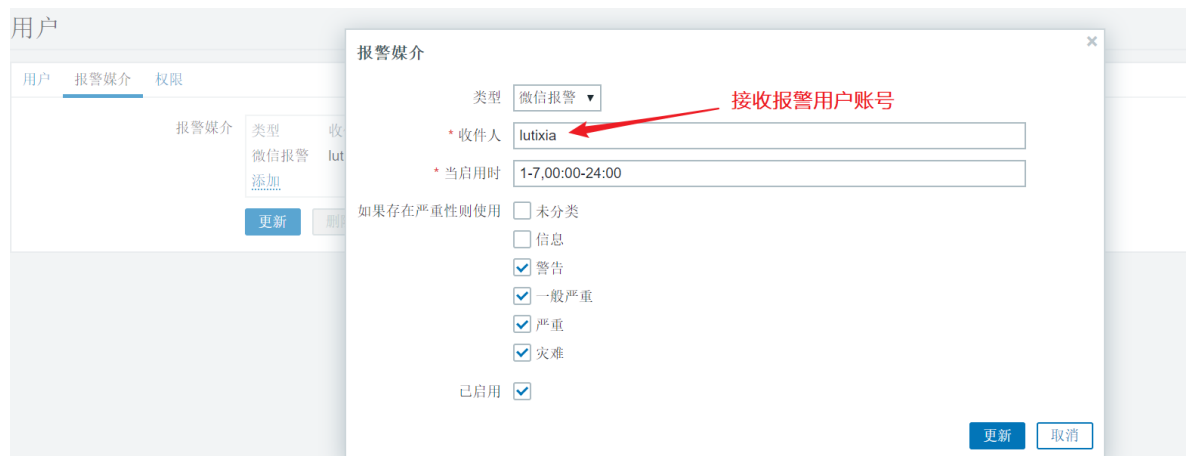 用户
用户 报警媒介 权限
报警媒介 类型 收
微信报警 lut
添加
更新 删
报警媒介
类型 微信报警
接收报警用户账号
* 收件人 lutixia
* 当启用时 1-7,00:00-24:00
如果存在严重性则使用 未分类
信息
警告
一般严重
严重
灾难
已启用
更新 取消